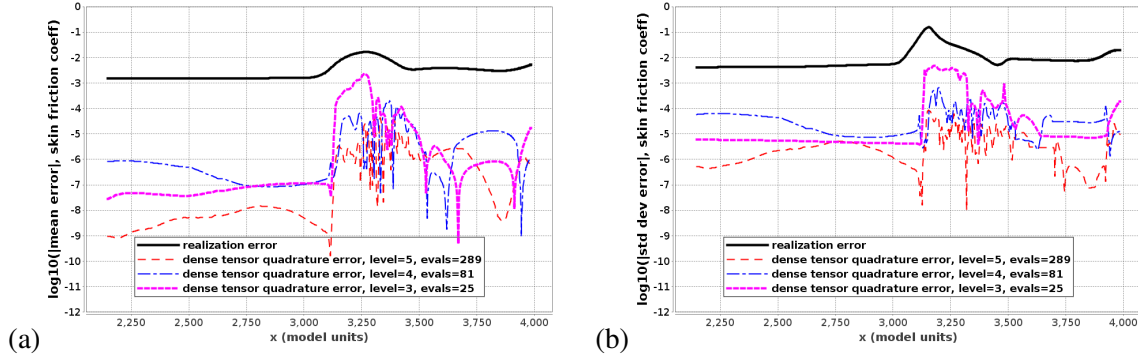 0
-1
-2
-3
-4
-5
-6
-7
-8
-9
-10
-11
-12
log10(|mean error|, skin friction coeff)
realization error
dense tensor quadrature error, level=5, evals=289
dense tensor quadrature error, level=4, evals=81
dense tensor quadrature error, level=3, evals=25
2,250 2,500 2,750 3,000 3,250 3,500 3,750 4,000
x (model units)
(a)
0
-1
-2
-3
-4
-5
-6
-7
-8
-9
-10
-11
-12
log10(|std dev error|, skin friction coeff)
realization error
dense tensor quadrature error, level=5, evals=289
dense tensor quadrature error, level=4, evals=81
dense tensor quadrature error, level=3, evals=25
2,250 2,500 2,750 3,000 3,250 3,500 3,750 4,000
x (model units)
(b)